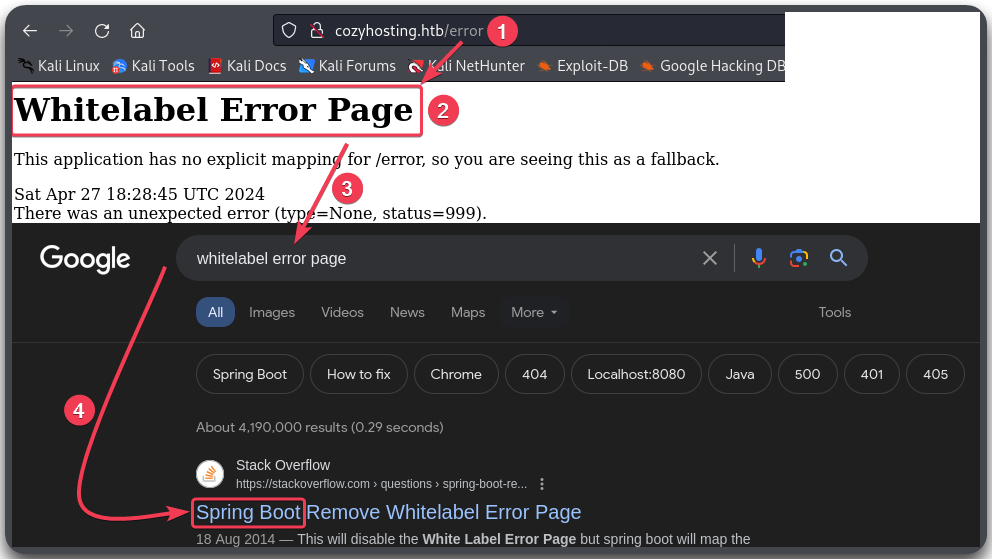 cozyhosting.htb/error 1
Kali Linux Kali Tools Kali Docs Kali Forums Kali NetHunter Exploit-DB Google Hacking DB
Whitelabel Error Page 2
This application has no explicit mapping for /error, so you are seeing this as a fallback.
3
Sat Apr 27 18:28:45 UTC 2024
There was an unexpected error (type=None, status=999).
Google whitelabel error page
All Images Videos News Maps More Tools
Spring Boot How to fix Chrome 404 Localhost:8080 Java 500 401 405
4
About 4,190,000 results (0.29 seconds)
Stack Overflow
https://stackoverflow.com › questions › spring-boot-re...
Spring Boot Remove Whitelabel Error Page
18 Aug 2014 — This will disable the White Label Error Page but spring boot will map the